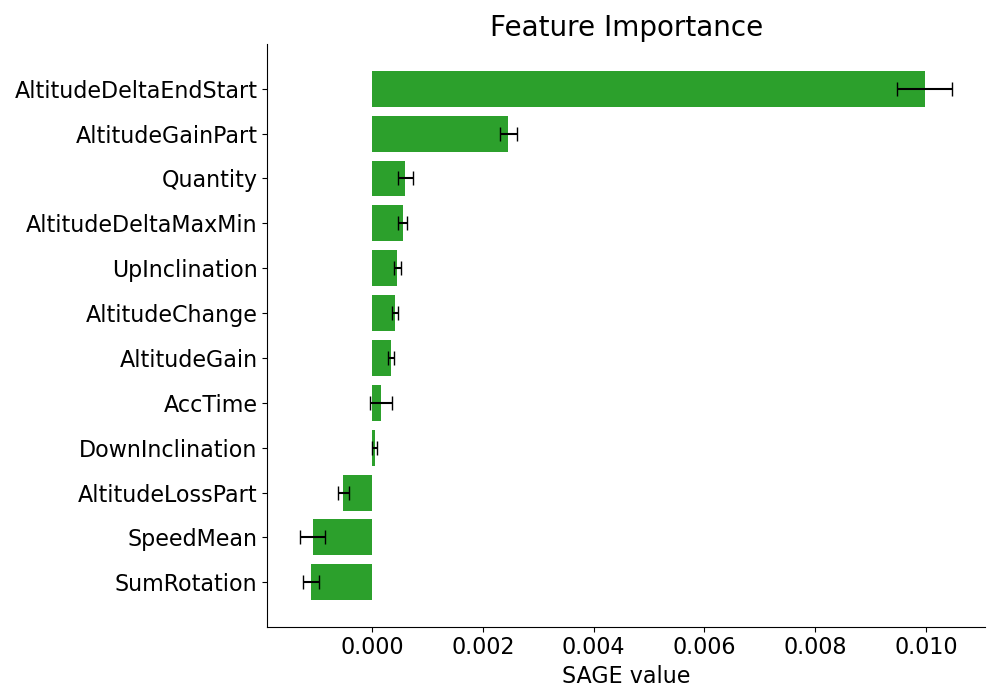 Feature Importance
AltitudeDeltaEndStart
AltitudeGainPart
Quantity
AltitudeDeltaMaxMin
UpInclination
AltitudeChange
AltitudeGain
AccTime
DownInclination
AltitudeLossPart
SpeedMean
SumRotation
0.000 0.002 0.004 0.006 0.008 0.010
SAGE value